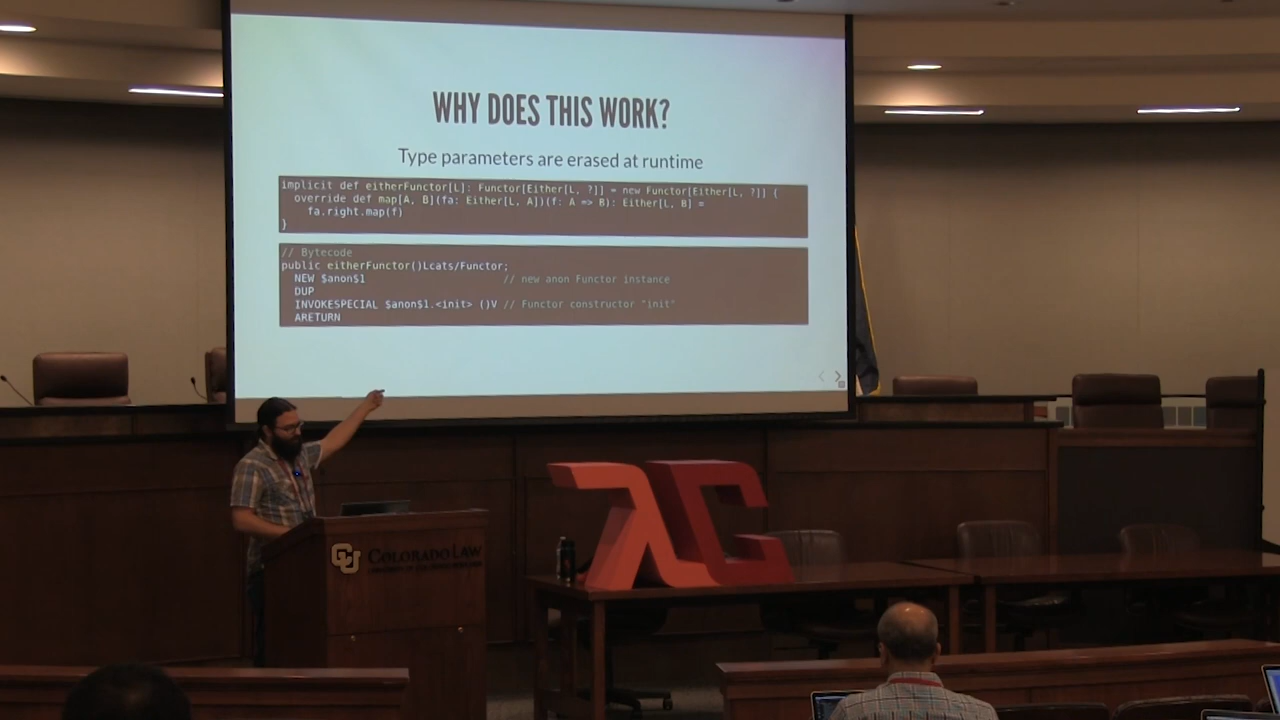 WHY DOES THIS WORK?
Type parameters are erased at runtime
implicit def eitherFunctor[L]: Functor[Either[L, ?]] = new Functor[Either[L, ?]] {
  override def map[A, B](fa: Either[L, A])(f: A => B): Either[L, B] =
    fa.right.map(f)
}
// Bytecode
public eitherFunctor()Lcats/Functor;
  NEW $anon$1                     // new anon Functor instance
  DUP
  INVOKESPECIAL $anon$1.<init> ()V // Functor constructor "init"
  ARETURN
CU COLORADO LAW
λC